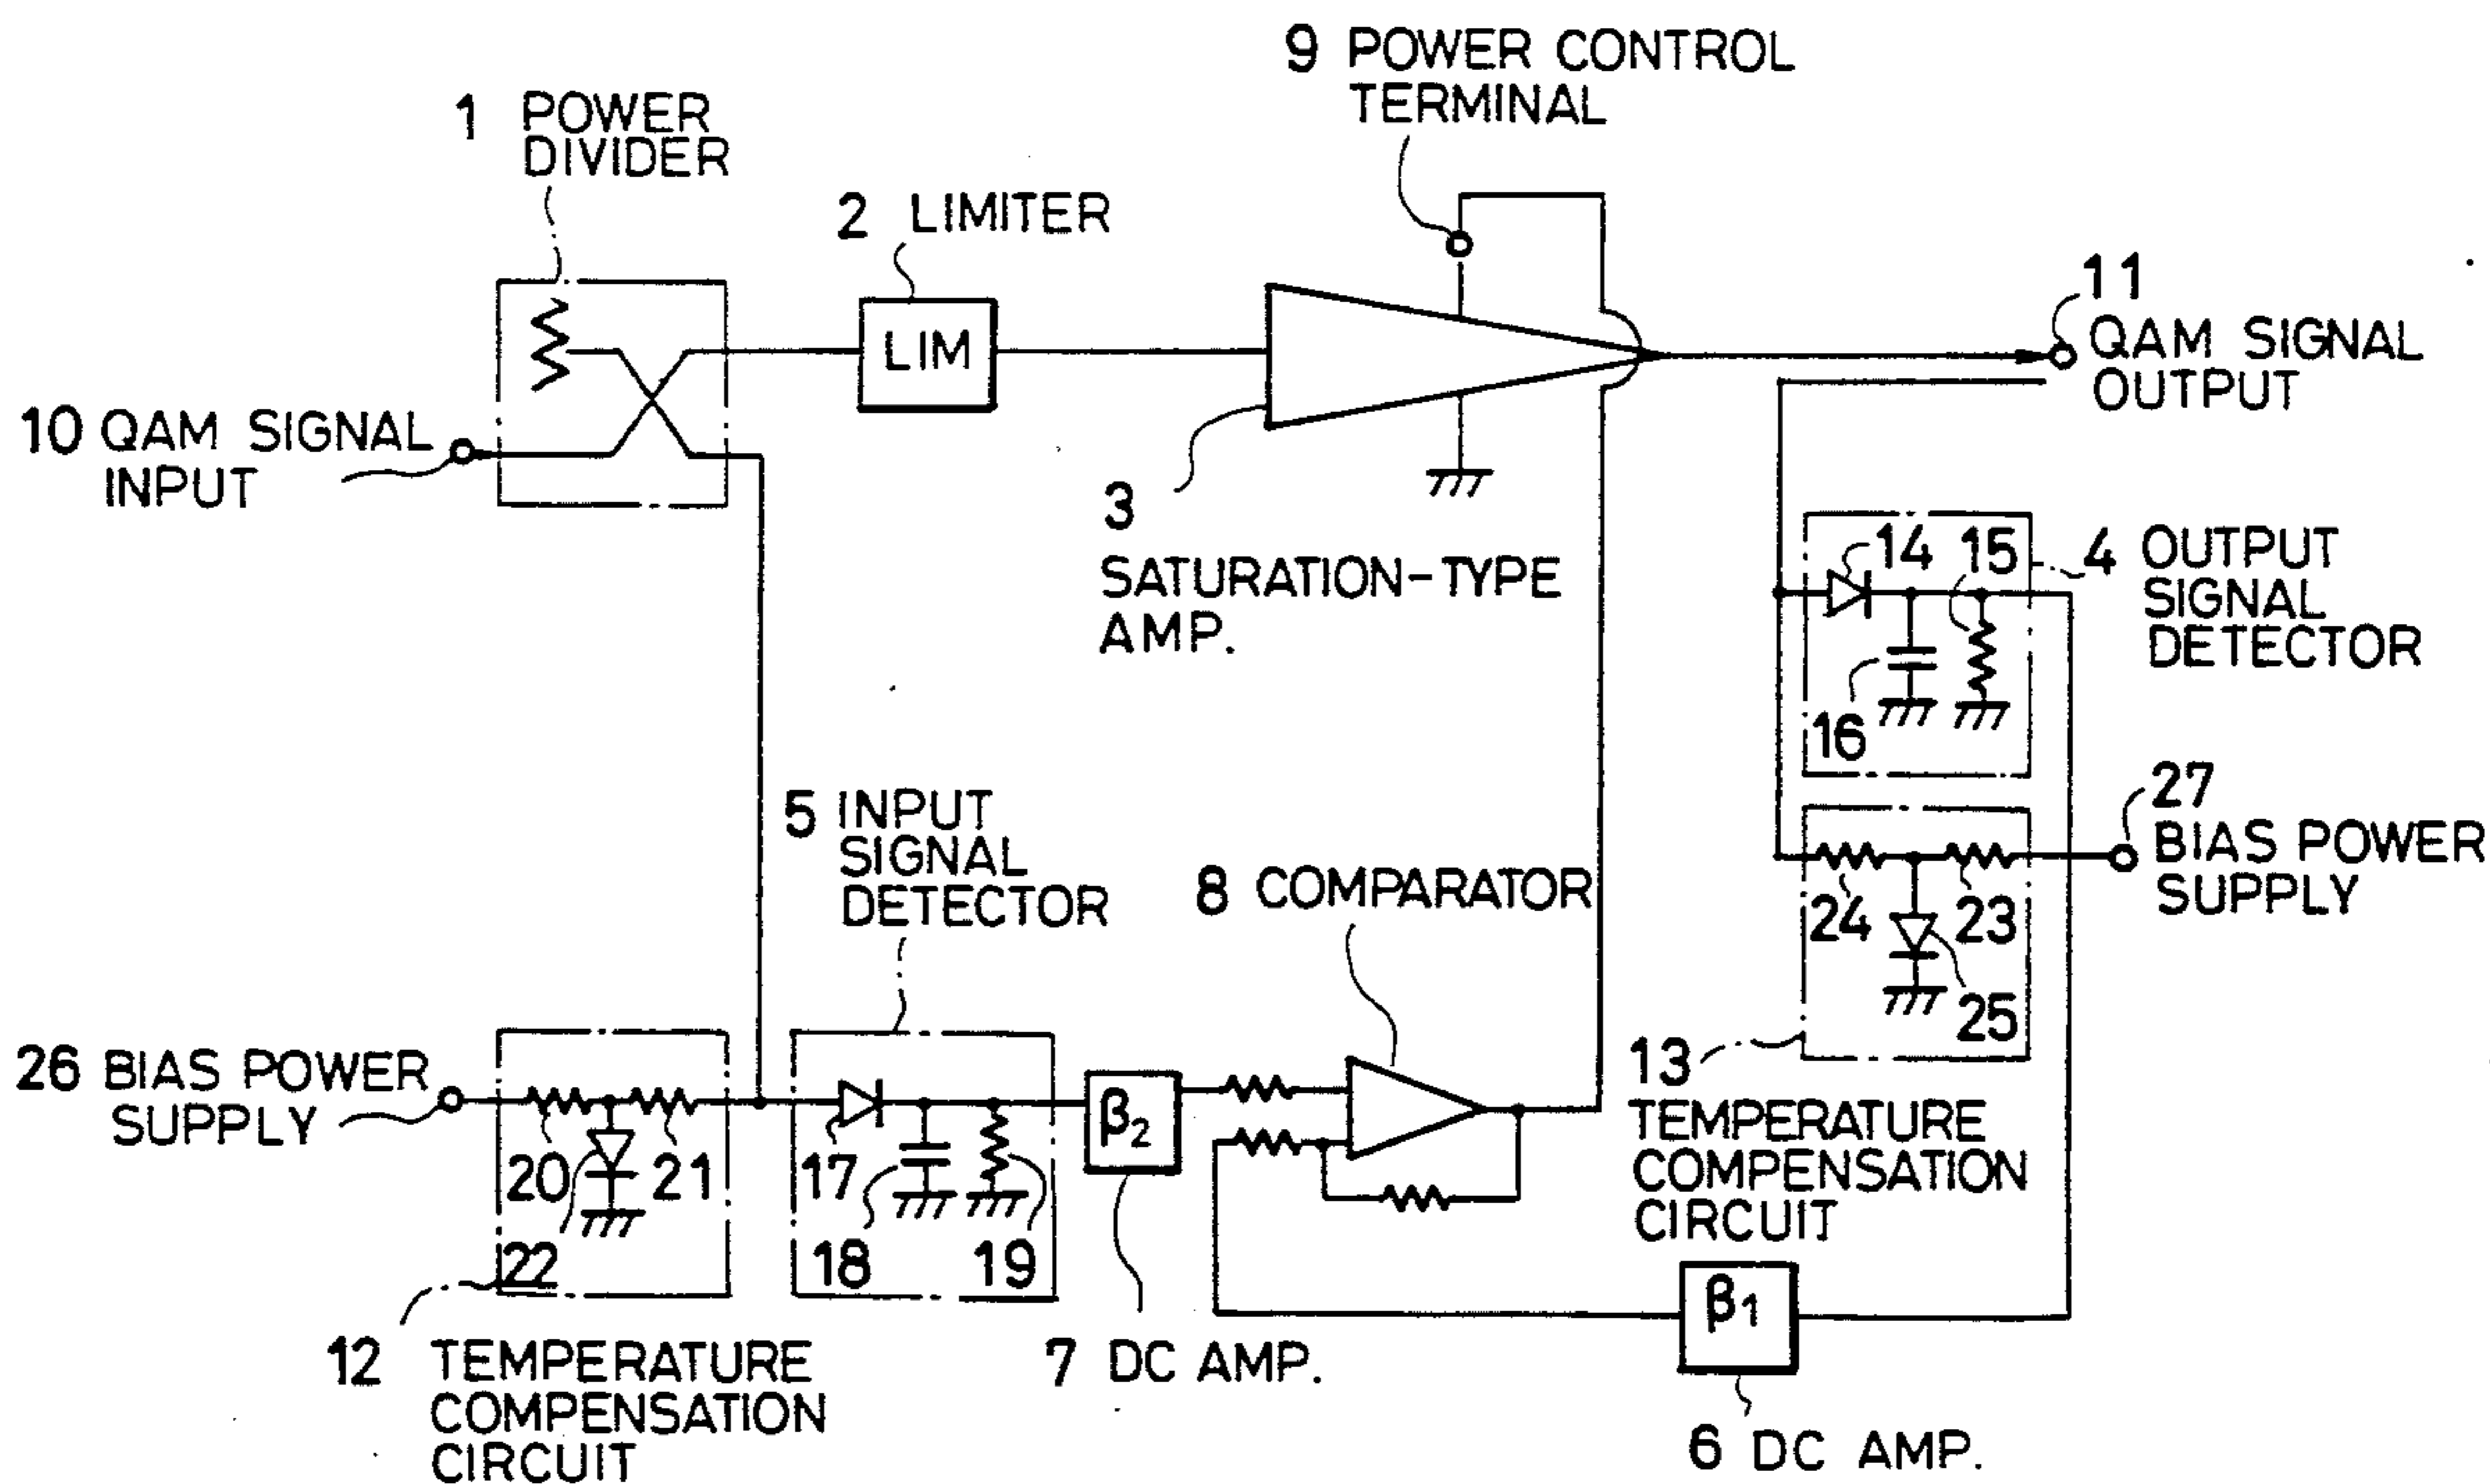 9 POWER CONTROL
TERMINAL
1 POWER
DIVIDER
2 LIMITER
LIM
11
QAM SIGNAL
OUTPUT
10 QAM SIGNAL
INPUT
3
SATURATION-TYPE
AMP.
14 15
4 OUTPUT
SIGNAL
DETECTOR
16
27
BIAS POWER
SUPPLY
5 INPUT
SIGNAL
DETECTOR
8 COMPARATOR
24 23
25
13
TEMPERATURE
COMPENSATION
CIRCUIT
26 BIAS POWER
SUPPLY
20 21
22
17
18 19
β2
7 DC AMP.
β1
6 DC AMP.
12 TEMPERATURE
COMPENSATION
CIRCUIT